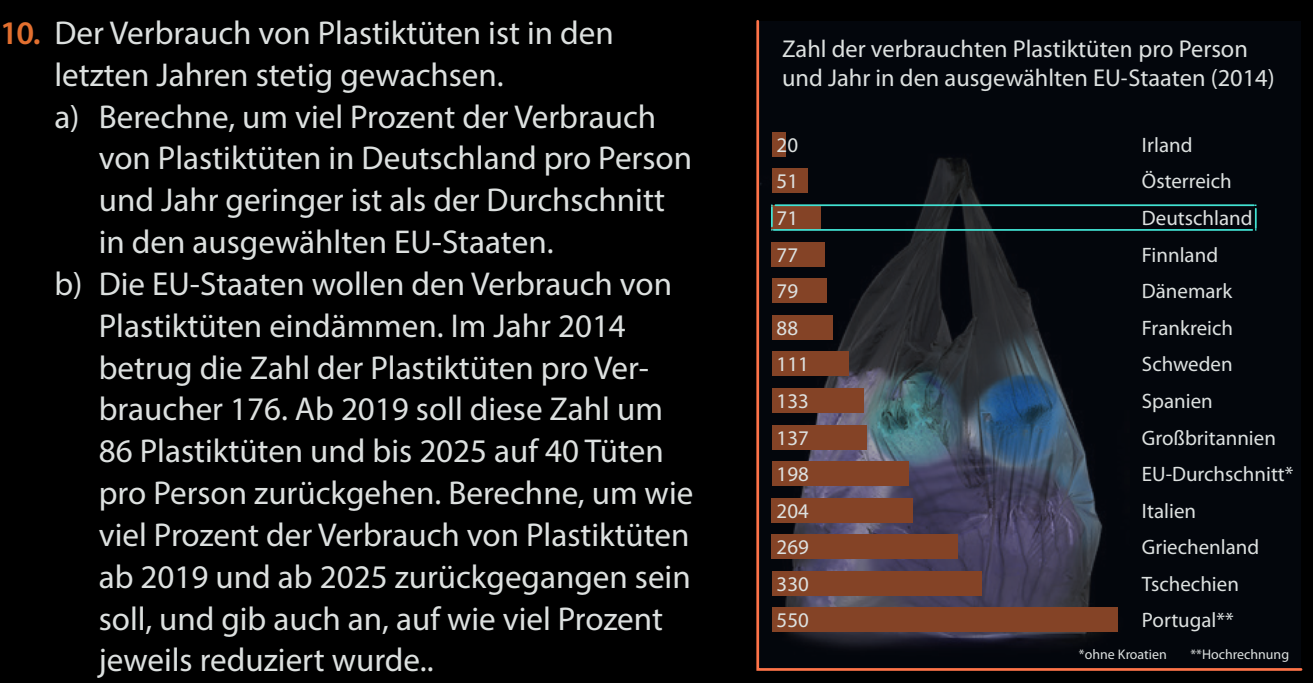 10. Der Verbrauch von Plastiktüten ist in den
letzten Jahren stetig gewachsen.
a) Berechne, um viel Prozent der Verbrauch
von Plastiktüten in Deutschland pro Person
und Jahr geringer ist als der Durchschnitt
in den ausgewählten EU-Staaten.
b) Die EU-Staaten wollen den Verbrauch von
Plastiktüten eindämmen. Im Jahr 2014
betrug die Zahl der Plastiktüten pro Ver-
braucher 176. Ab 2019 soll diese Zahl um
86 Plastiktüten und bis 2025 auf 40 Tüten
pro Person zurückgehen. Berechne, um wie
viel Prozent der Verbrauch von Plastiktüten
ab 2019 und ab 2025 zurückgegangen sein
soll, und gib auch an, auf wie viel Prozent
jeweils reduziert wurde..
Zahl der verbrauchten Plastiktüten pro Person
und Jahr in den ausgewählten EU-Staaten (2014)
20 Irland
51 Österreich
71 Deutschland
77 Finnland
79 Dänemark
88 Frankreich
111 Schweden
133 Spanien
137 Großbritannien
198 EU-Durchschnitt*
204 Italien
269 Griechenland
330 Tschechien
550 Portugal**
*ohne Kroatien **Hochrechnung